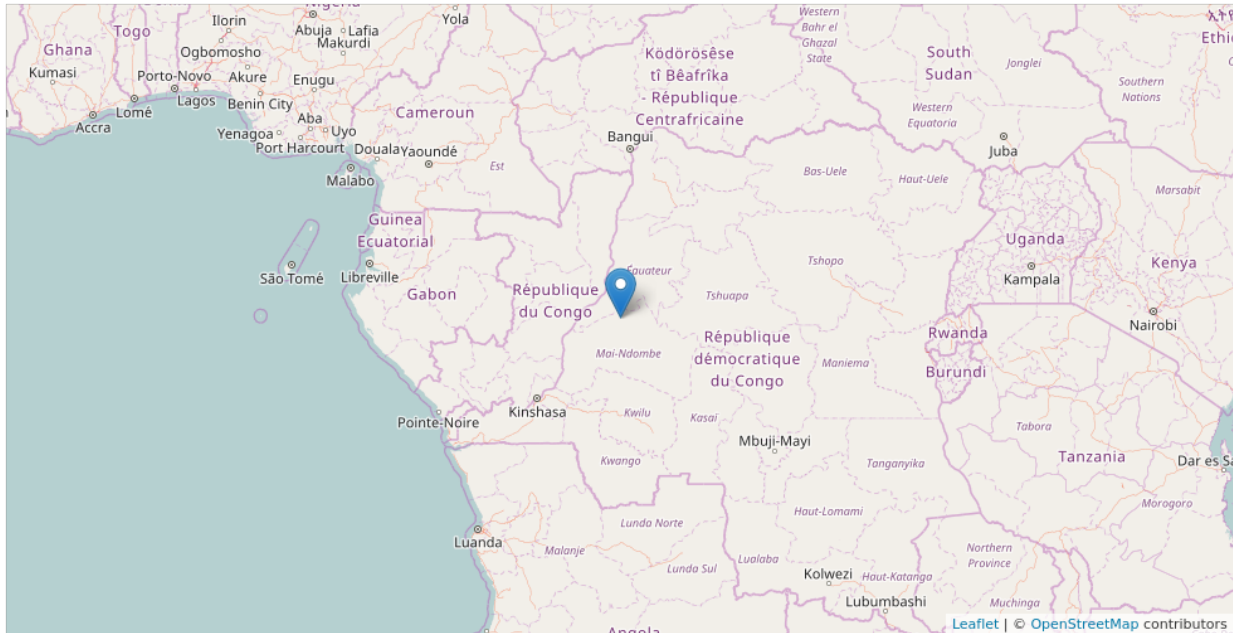 Nigeria
Ilorin
Yola
Togo
Abuja
Lafia
Ghana
Ogbomosho
Makurdi
Kumasi
Porto-Novo
Akure
Enugu
Lagos
Benin City
Lomé
Accra
Aba
Yenagoa
Uyo
Port Harcourt
Douala
Yaoundé
Malabo
Cameroun
Est
Ködörösêse
tî Bêafrîka
- République
Centrafricaine
Bangui
Western
Bahr el
Ghazal
State
South
Sudan
Jonglei
Western
Equatoria
Juba
Southern
Nations
Ethio
Bas-Uele
Haut-Uele
Marsabit
Guinea
Ecuatorial
São Tomé
Libreville
Gabon
République
du Congo
Équateur
Tshopo
Tshuapa
Uganda
Kampala
Kenya
Nairobi
Rwanda
Burundi
Mai-Ndombe
République
démocratique
du Congo
Maniema
Pointe-Noire
Kinshasa
Kwilu
Kasaï
Mbuji-Mayi
Kwango
Tanganyika
Tabora
Tanzania
Dar es Sa
Morogoro
Luanda
Malanje
Lunda Norte
Lunda Sul
Haut-Lomami
Lualaba
Kolwezi
Haut-Katanga
Lubumbashi
Northern
Province
Muchinga
Angola
Leaflet | © OpenStreetMap contributors